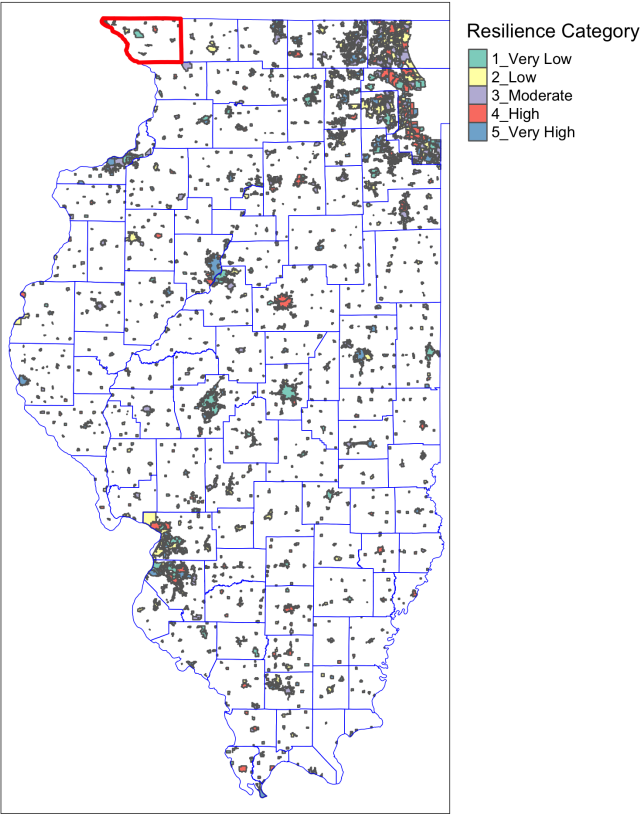 Resilience Category
1_Very Low
2_Low
3_Moderate
4_High
5_Very High